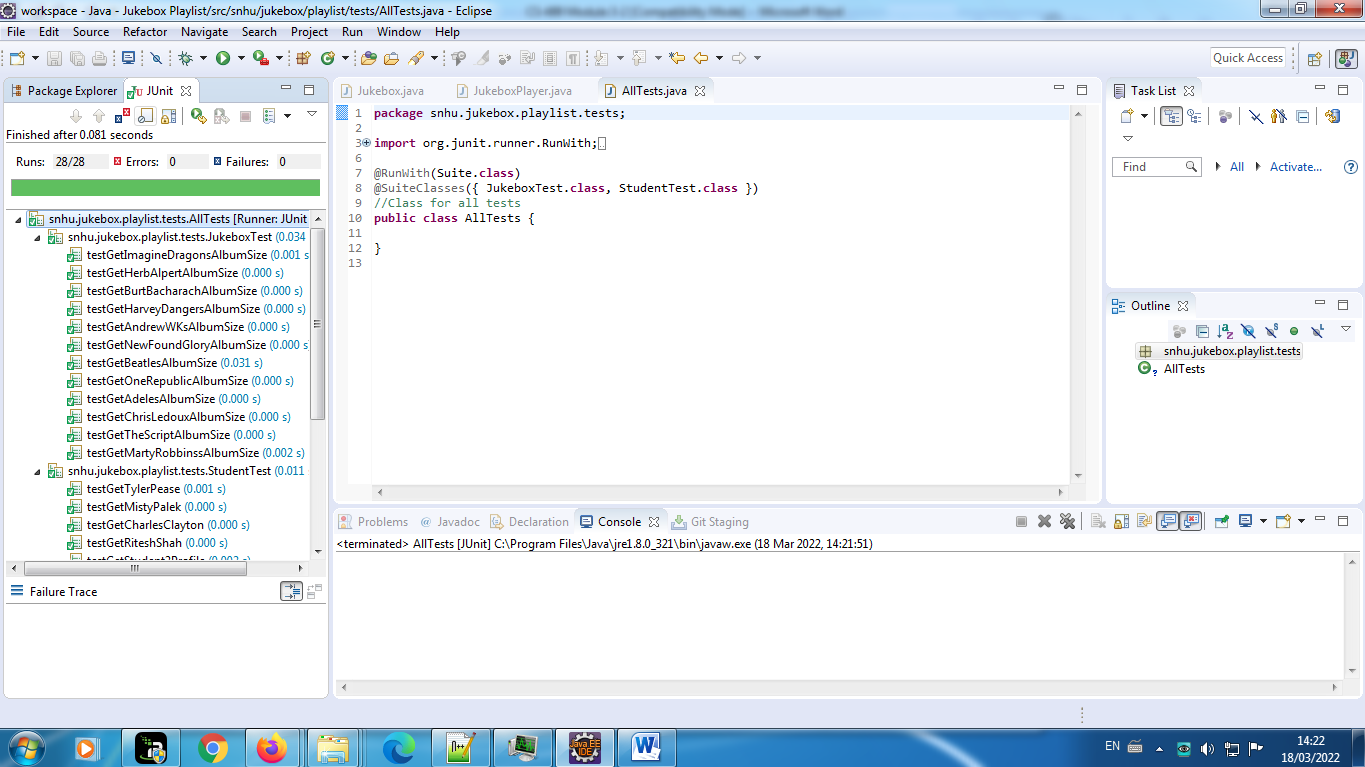 workspace - Java - Jukebox Playlist/src/snhu/jukebox/playlist/tests/AllTests.java - Eclipse
File Edit Source Refactor Navigate Search Project Run Window Help
Quick Access
Package Explorer JUnit
Finished after 0.081 seconds
Runs: 28/28 Errors: 0 Failures: 0
snhu.jukebox.playlist.tests.AllTests [Runner: JUnit
snhu.jukebox.playlist.tests.JukeboxTest (0.034
testGetImagineDragonsAlbumSize (0.001 s
testGetHerbAlpertAlbumSize (0.000 s)
testGetBurtBacharachAlbumSize (0.000 s)
testGetHarveyDangersAlbumSize (0.000 s)
testGetAndrewWKsAlbumSize (0.000 s)
testGetNewFoundGloryAlbumSize (0.000 s
testGetBeatlesAlbumSize (0.031 s)
testGetOneRepublicAlbumSize (0.000 s)
testGetAdelesAlbumSize (0.000 s)
testGetChrisLedouxAlbumSize (0.000 s)
testGetTheScriptAlbumSize (0.000 s)
testGetMartyRobbinssAlbumSize (0.002 s)
snhu.jukebox.playlist.tests.StudentTest (0.011
testGetTylerPease (0.001 s)
testGetMistyPalek (0.000 s)
testGetCharlesClayton (0.000 s)
testGetRiteshShah (0.000 s)
Failure Trace
Jukebox.java JukeboxPlayer.java AllTests.java
1 package snhu.jukebox.playlist.tests;
2
3 import org.junit.runner.RunWith;
6
7 @RunWith(Suite.class)
8 @SuiteClasses({ JukeboxTest.class, StudentTest.class })
9 //Class for all tests
10 public class AllTests {
11
12 }
13
Task List
Find All Activate...
Outline
snhu.jukebox.playlist.tests
AllTests
Problems @ Javadoc Declaration Console Git Staging
<terminated> AllTests [JUnit] C:\Program Files\Java\jre1.8.0_321\bin\javaw.exe (18 Mar 2022, 14:21:51)
Java EE
IDE
EN
14:22
18/03/2022